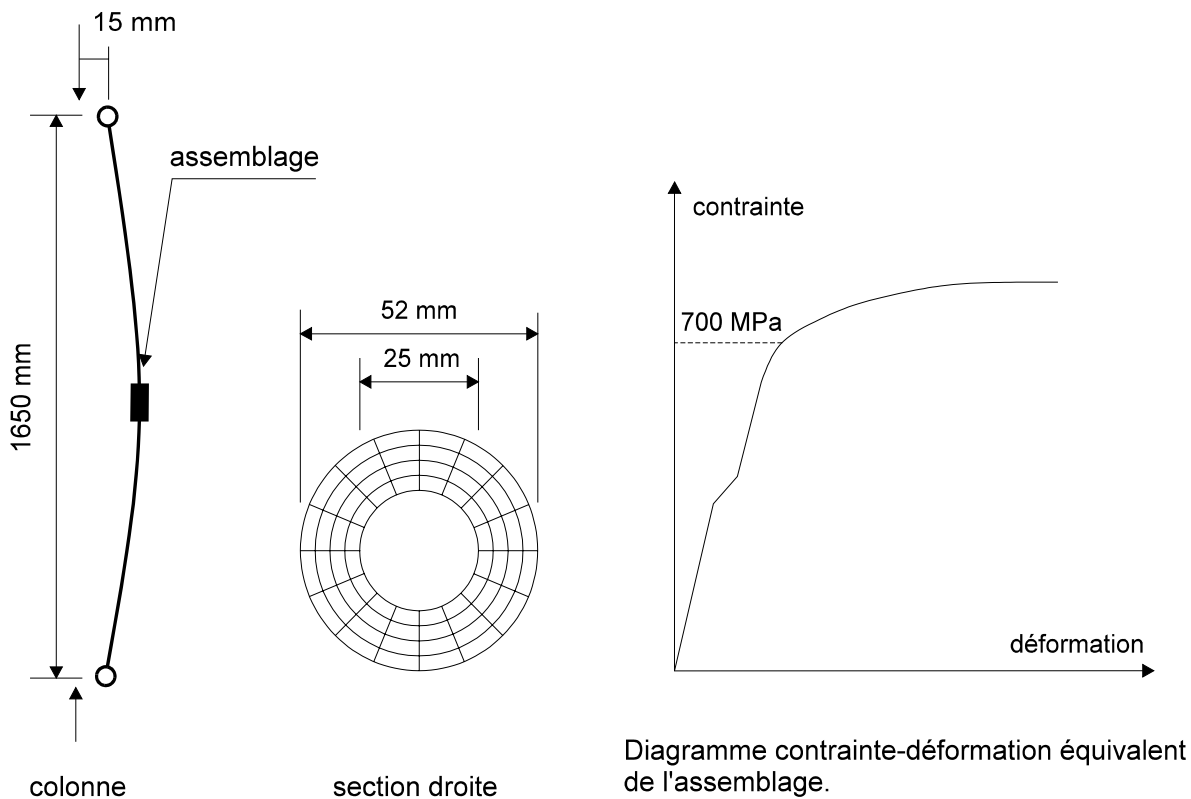 15 mm
assemblage
1650 mm
colonne
52 mm
25 mm
section droite
contrainte
700 MPa
déformation
Diagramme contrainte-déformation équivalent
de l'assemblage.